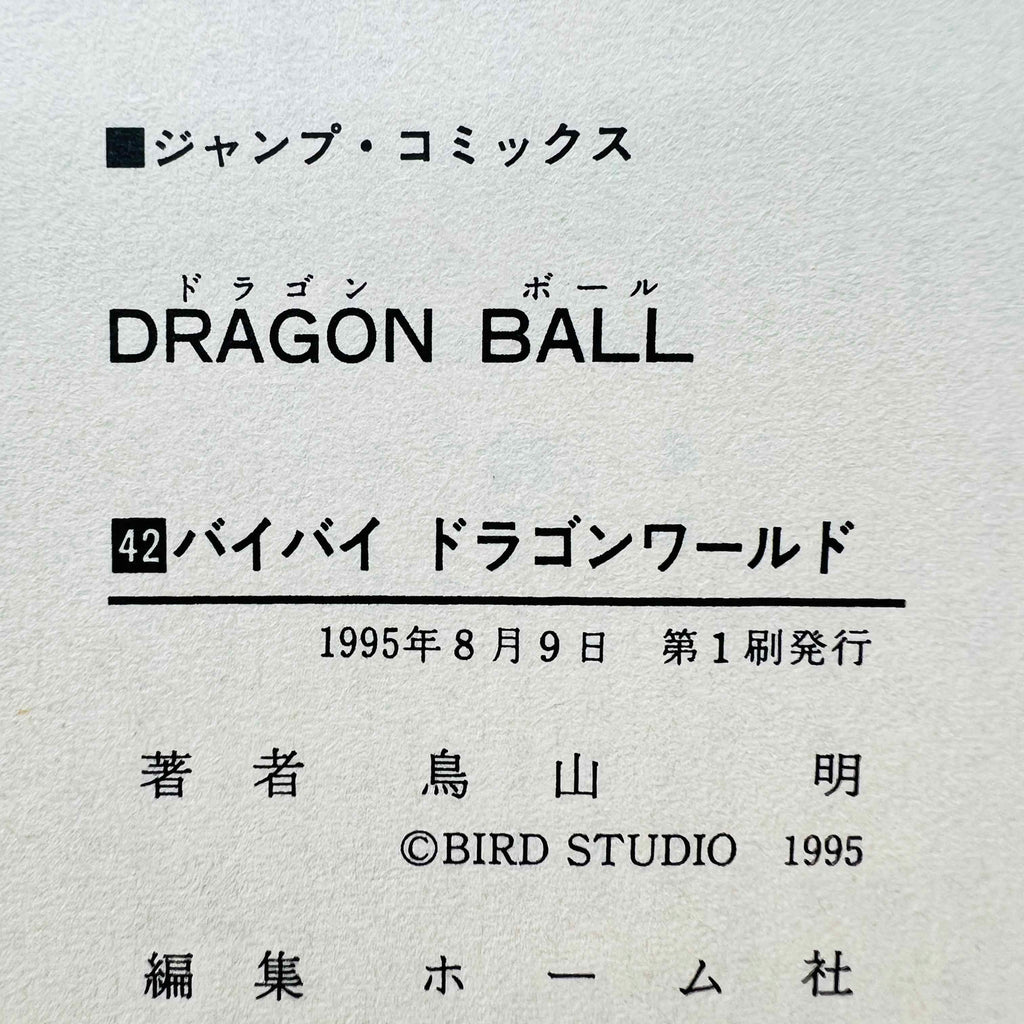 ■ジャンプ・コミックス
ドラゴン ボール
DRAGON BALL
42バイバイ ドラゴンワールド
1995年8月9日 第1刷発行
著者 鳥山 明
©BIRD STUDIO 1995
編集 ホーム社